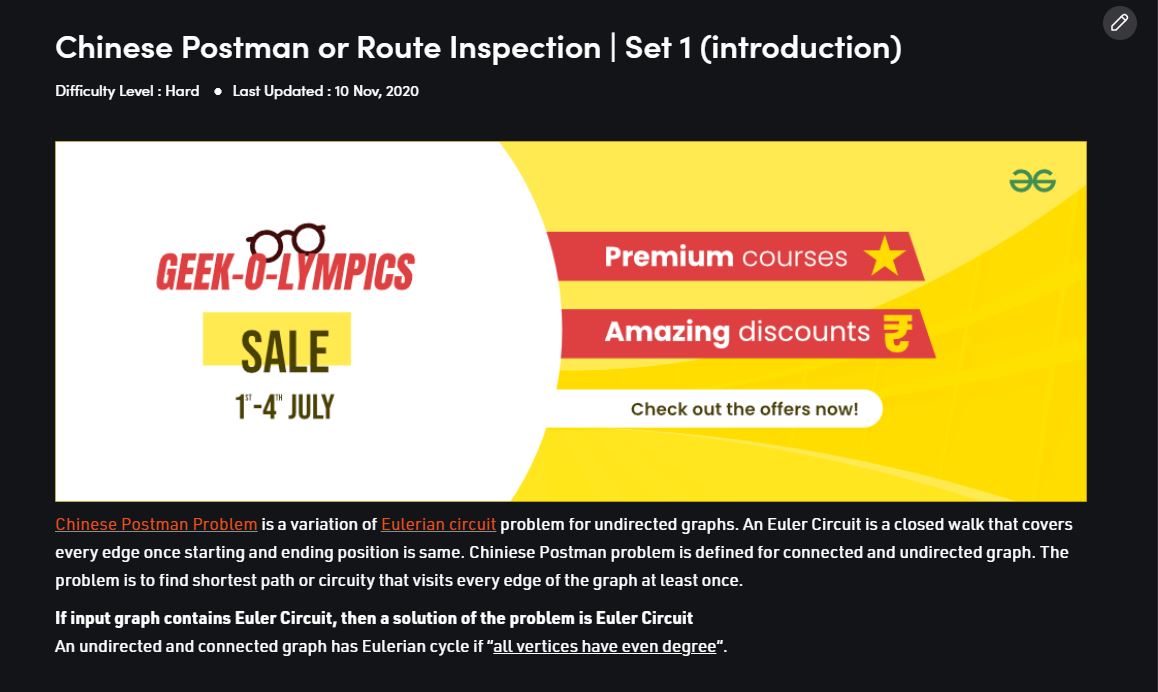 Chinese Postman or Route Inspection | Set 1 (introduction)
Difficulty Level : Hard ● Last Updated : 10 Nov, 2020
GEEK-O-LYMPICS
SALE
1ST-4TH JULY
Premium courses
Amazing discounts ₹
Check out the offers now!
Chinese Postman Problem is a variation of Eulerian circuit problem for undirected graphs. An Euler Circuit is a closed walk that covers
every edge once starting and ending position is same. Chiniese Postman problem is defined for connected and undirected graph. The
problem is to find shortest path or circuity that visits every edge of the graph at least once.
If input graph contains Euler Circuit, then a solution of the problem is Euler Circuit
An undirected and connected graph has Eulerian cycle if “all vertices have even degree“.